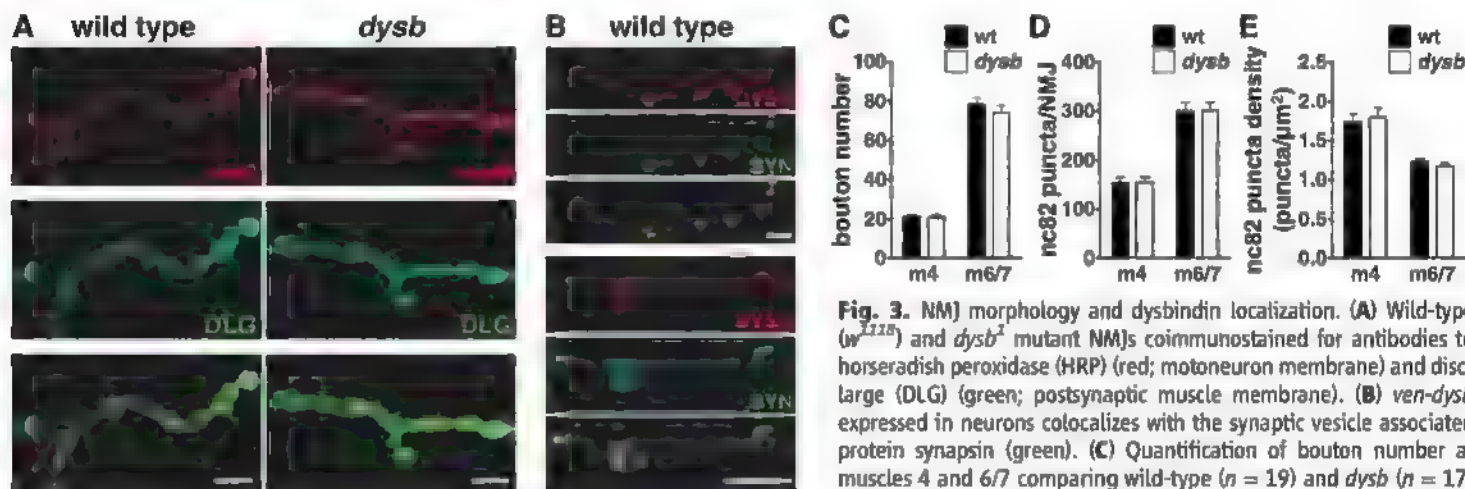 A wild type dysb B wild type
DLG DLG
SYN
SYN
C wt dysb
bouton number
100
80
60
40
20
0
m4 m6/7
D wt dysb
nc82 puncta/NMJ
400
300
200
100
0
m4 m6/7
E wt dysb
nc82 puncta density
(puncta/µm²)
2.5
2.0
1.5
1.0
0.5
0.0
m4 m6/7
Fig. 3. NMJ morphology and dysbindin localization. (A) Wild-type
(w¹¹¹⁸) and dysb¹ mutant NMJs coimmunostained for antibodies to
horseradish peroxidase (HRP) (red; motoneuron membrane) and disc
large (DLG) (green; postsynaptic muscle membrane). (B)
expressed in neurons colocalizes with the synaptic vesicle associated
protein synapsin (green). (C) Quantification of bouton number
muscles 4 and 6/7 comparing wild-type (n = 19) and dysb (n = 17)